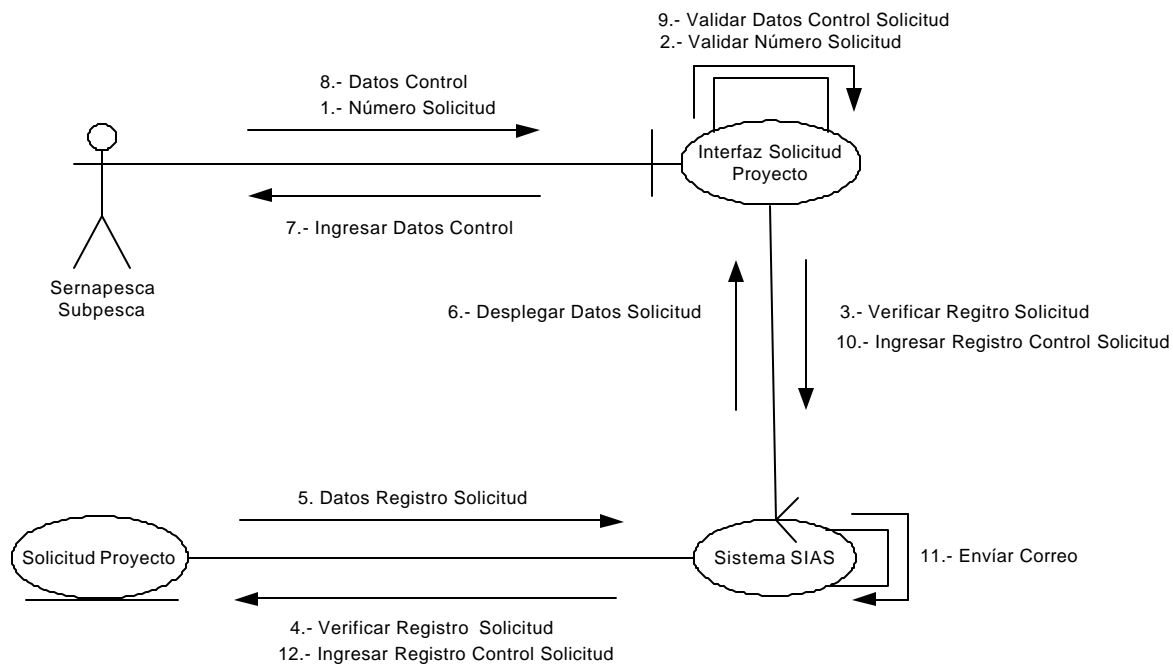 9.- Validar Datos Control Solicitud
2.- Validar Número Solicitud
8.- Datos Control
1.- Número Solicitud
Interfaz Solicitud
Proyecto
7.- Ingresar Datos Control
Sernapesca
Subpesca
6.- Desplegar Datos Solicitud
3.- Verificar Regitro Solicitud
10.- Ingresar Registro Control Solicitud
5. Datos Registro Solicitud
Solicitud Proyecto
Sistema SIAS
11.- Envíar Correo
4.- Verificar Registro Solicitud
12.- Ingresar Registro Control Solicitud